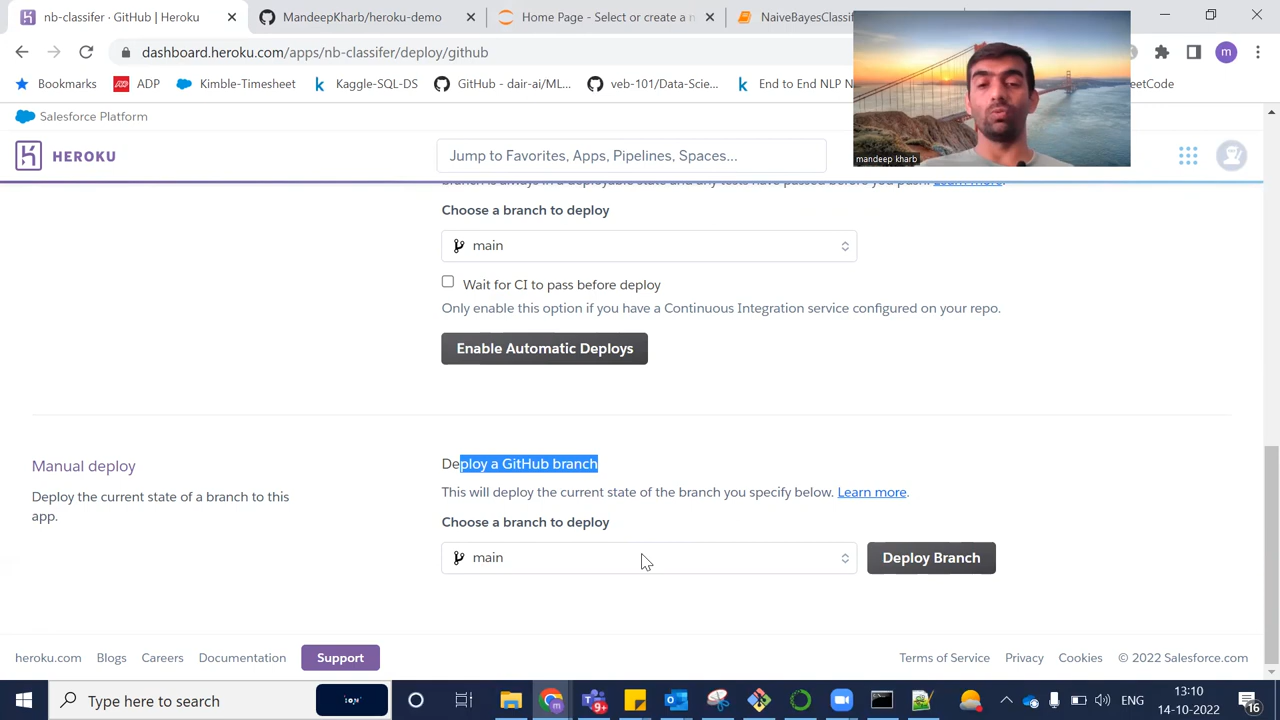 nb-classifer · GitHub | Heroku
MandeepKharb/heroku-demo
Home Page - Select or create a n
NaiveBayesClassif
dashboard.heroku.com/apps/nb-classifer/deploy/github
m
Bookmarks
ADP
Kimble-Timeshe
Kaggle-SQL-DS
GitHub - dair-ai/ML...
veb-101/Data-Scie...
End to End NLP
eetCode
Salesforce Platform
mandeep kharb
HEROKU
Jump to Favorites, Apps, Pipelines, Spaces...
Branch is always in a deployable state and any tests have passed before you push. Learn more.
Choose a branch to deploy
main
Wait for CI to pass before deploy
Only enable this option if you have a Continuous Integration service configured on your repo.
Enable Automatic Deploys
Manual deploy
Deploy the current state of a branch to this
app.
Deploy a GitHub branch
This will deploy the current state of the branch you specify below. Learn more.
Choose a branch to deploy
main
Deploy Branch
heroku.com
Blogs
Careers
Documentation
Support
Terms of Service
Privacy
Cookies
© 2022 Salesforce.com
Type here to search
ENG
13:10
14-10-2022
16